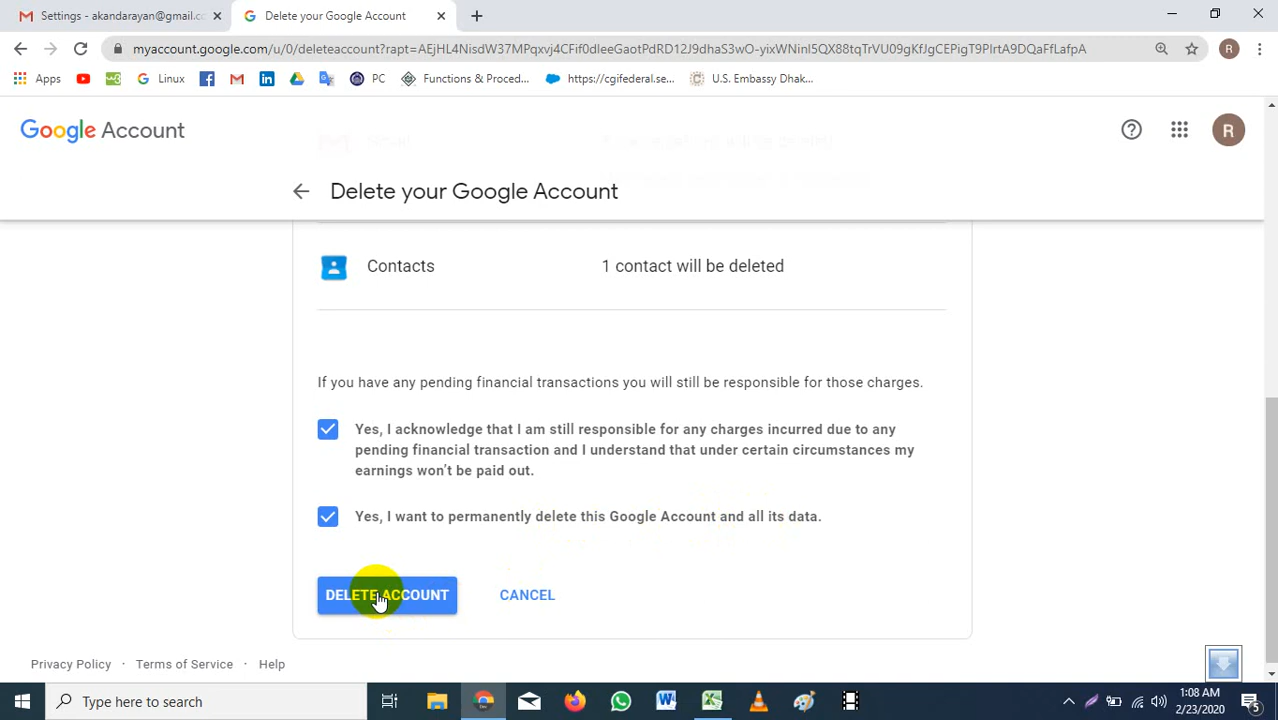 Settings - akandarayan@gmail.cc
Delete your Google Account
myaccount.google.com/u/0/deleteaccount?rapt=
R
Apps
Linux
PC
Functions & Proced...
https://cgifederal.se...
U.S. Embassy Dhak...
Google Account
R
Gmail
Delete your Google Account
Contacts
1 contact will be deleted
If you have any pending financial transactions you will still be responsible for those charges.
Yes, I acknowledge that I am still responsible for any charges incurred due to any
pending financial transaction and I understand that under certain circumstances my
earnings won't be paid out.
Yes, I want to permanently delete this Google Account and all its data.
DELETE ACCOUNT
CANCEL
Privacy Policy · Terms of Service · Help
Type here to search
1:08 AM
2/23/2020
5